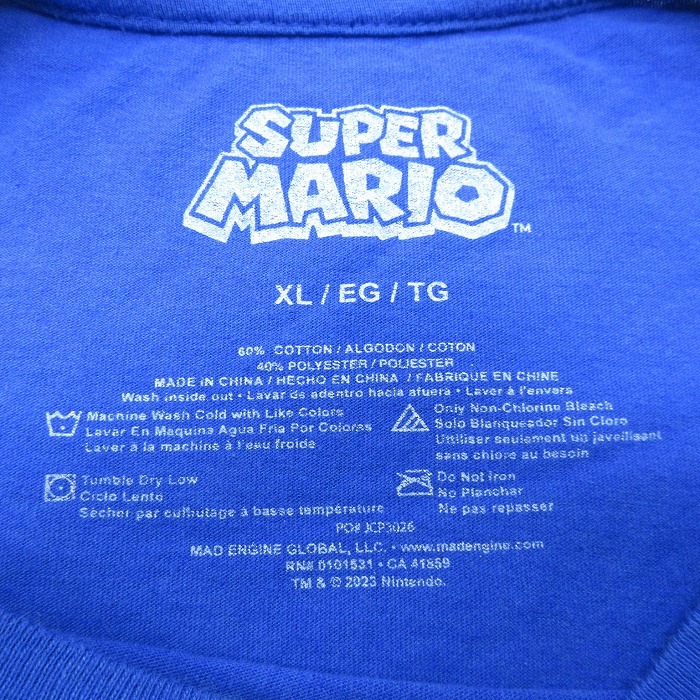 SUPER
MARIO
TM
XL / EG / TG
60% COTTON / ALGODON / COTON
40% POLYESTER / POLIESTER
MADE IN CHINA / HECHO EN CHINA / FABRIQUE EN CHINE
Wash inside out • Lavar de adentro hacia afuera • Laver à l'envers
Machine Wash Cold with Like Colors
Lavar En Maquina Agua Fria Por Colores
Laver à la machine à l'eau froide
Only Non-Chlorine Bleach
Solo Blanqueador Sin Cloro
Utiliser seulement un javellisant
sans chlore au besoin
Tumble Dry Low
Ciclo Lento
Sécher par culbutage à basse température
Do Not Iron
No Planchar
Ne pas repasser
PO# JCP3026
MAD ENGINE GLOBAL, LLC. • www.madengine.com
RN# 0101531 • CA 41859
TM & © 2023 Nintendo.